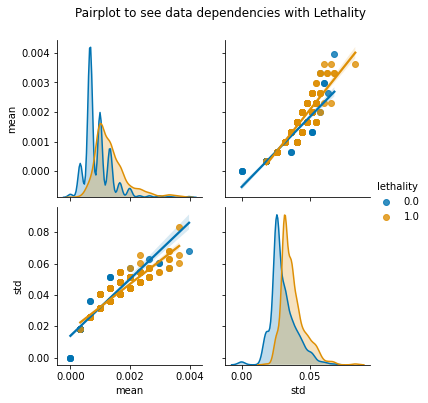 Pairplot to see data dependencies with Lethality
0.004
0.003
0.002
0.001
0.000
mean
lethality
0.0
1.0
0.08
0.06
0.04
0.02
0.00
std
0.000 0.002 0.004
mean
0.00 0.05
std